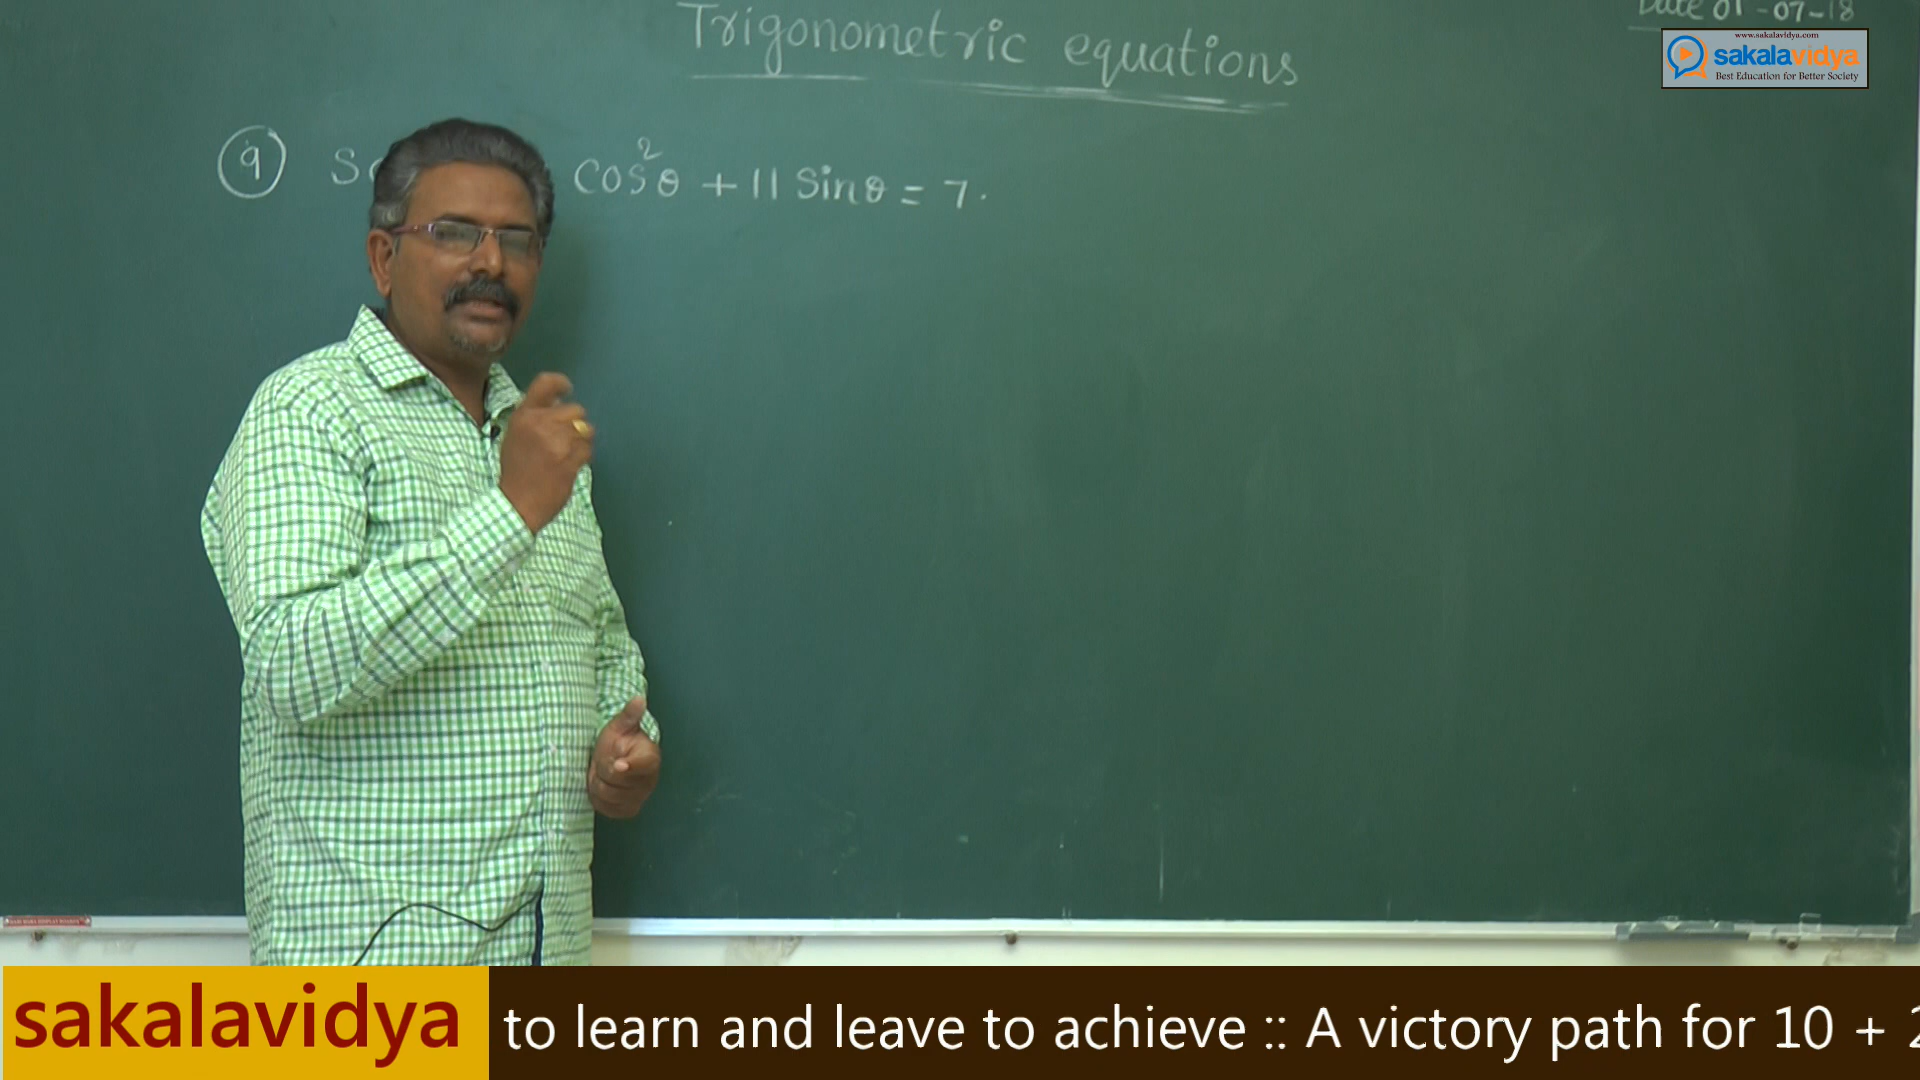 Trigonometric equations
Date 01-07-18
www.sakalavidya.com
sakalavidya
Best Education for Better Society
9 cos²θ + 11 sinθ = 7.
sakalavidya to learn and leave to achieve :: A victory path for 10 +